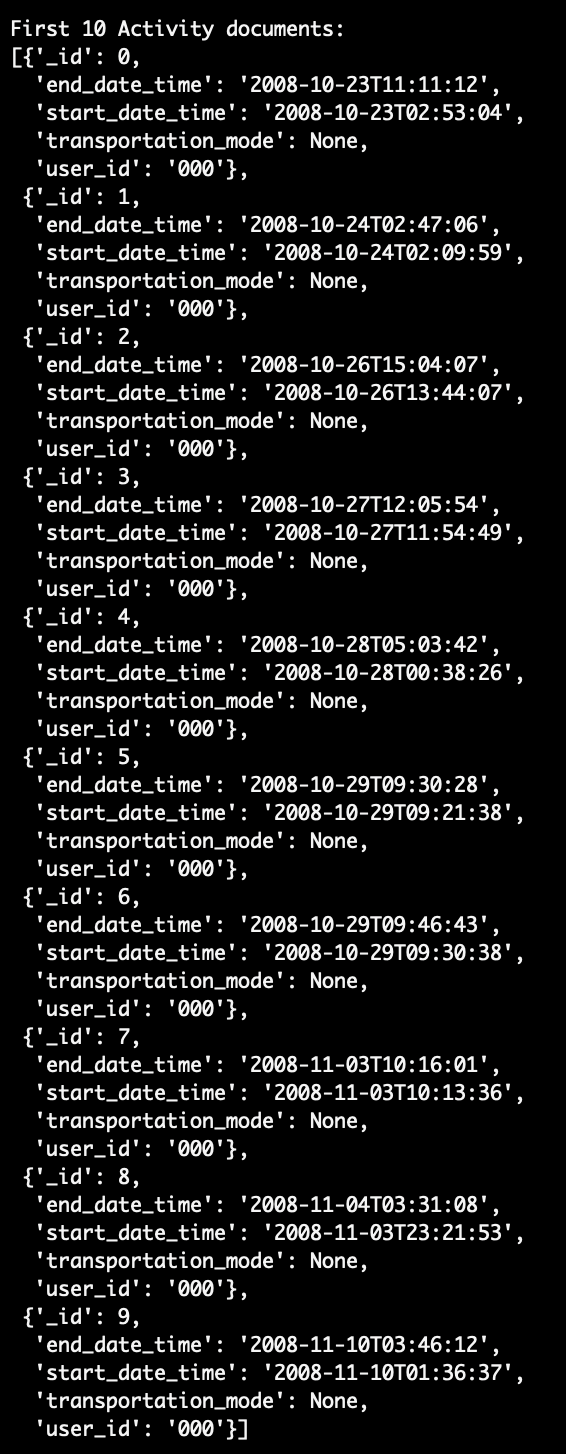 First 10 Activity documents:
[{'_id': 0,
  'end_date_time': '2008-10-23T11:11:12',
  'start_date_time': '2008-10-23T02:53:04',
  'transportation_mode': None,
  'user_id': '000'},
 {'_id': 1,
  'end_date_time': '2008-10-24T02:47:06',
  'start_date_time': '2008-10-24T02:09:59',
  'transportation_mode': None,
  'user_id': '000'},
 {'_id': 2,
  'end_date_time': '2008-10-26T15:04:07',
  'start_date_time': '2008-10-26T13:44:07',
  'transportation_mode': None,
  'user_id': '000'},
 {'_id': 3,
  'end_date_time': '2008-10-27T12:05:54',
  'start_date_time': '2008-10-27T11:54:49',
  'transportation_mode': None,
  'user_id': '000'},
 {'_id': 4,
  'end_date_time': '2008-10-28T05:03:42',
  'start_date_time': '2008-10-28T00:38:26',
  'transportation_mode': None,
  'user_id': '000'},
 {'_id': 5,
  'end_date_time': '2008-10-29T09:30:28',
  'start_date_time': '2008-10-29T09:21:38',
  'transportation_mode': None,
  'user_id': '000'},
 {'_id': 6,
  'end_date_time': '2008-10-29T09:46:43',
  'start_date_time': '2008-10-29T09:30:38',
  'transportation_mode': None,
  'user_id': '000'},
 {'_id': 7,
  'end_date_time': '2008-11-03T10:16:01',
  'start_date_time': '2008-11-03T10:13:36',
  'transportation_mode': None,
  'user_id': '000'},
 {'_id': 8,
  'end_date_time': '2008-11-04T03:31:08',
  'start_date_time': '2008-11-03T23:21:53',
  'transportation_mode': None,
  'user_id': '000'},
 {'_id': 9,
  'end_date_time': '2008-11-10T03:46:12',
  'start_date_time': '2008-11-10T01:36:37',
  'transportation_mode': None,
  'user_id': '000'}]